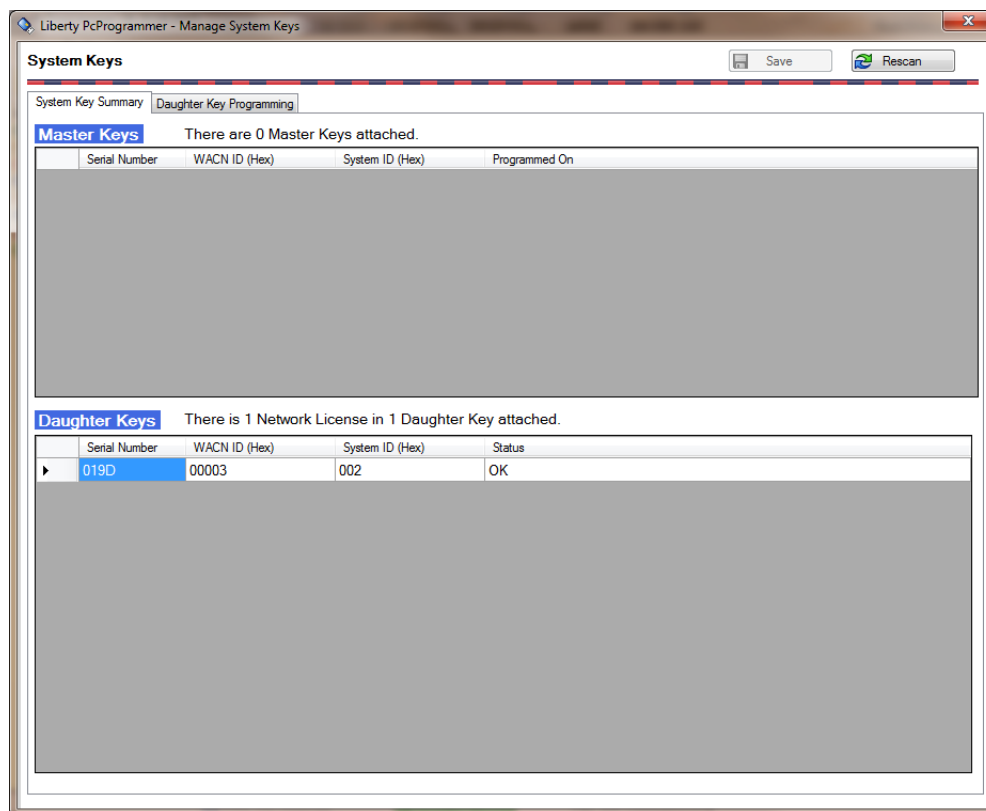 Liberty PcProgrammer - Manage System Keys
System Keys Save Rescan
System Key Summary Daughter Key Programming
Master Keys There are 0 Master Keys attached.
Serial Number WACN ID (Hex) System ID (Hex) Programmed On
Daughter Keys There is 1 Network License in 1 Daughter Key attached.
Serial Number WACN ID (Hex) System ID (Hex) Status
019D 00003 002 OK